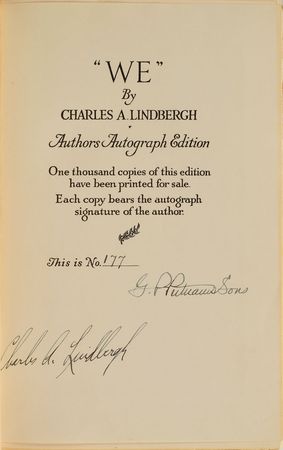 "WE"
By
CHARLES A. LINDBERGH
Authors Autograph Edition
One thousand copies of this edition
have been printed for sale.
Each copy bears the autograph
signature of the author.
This is No. 177
G. P. Putnam's Sons
Charles A. Lindbergh